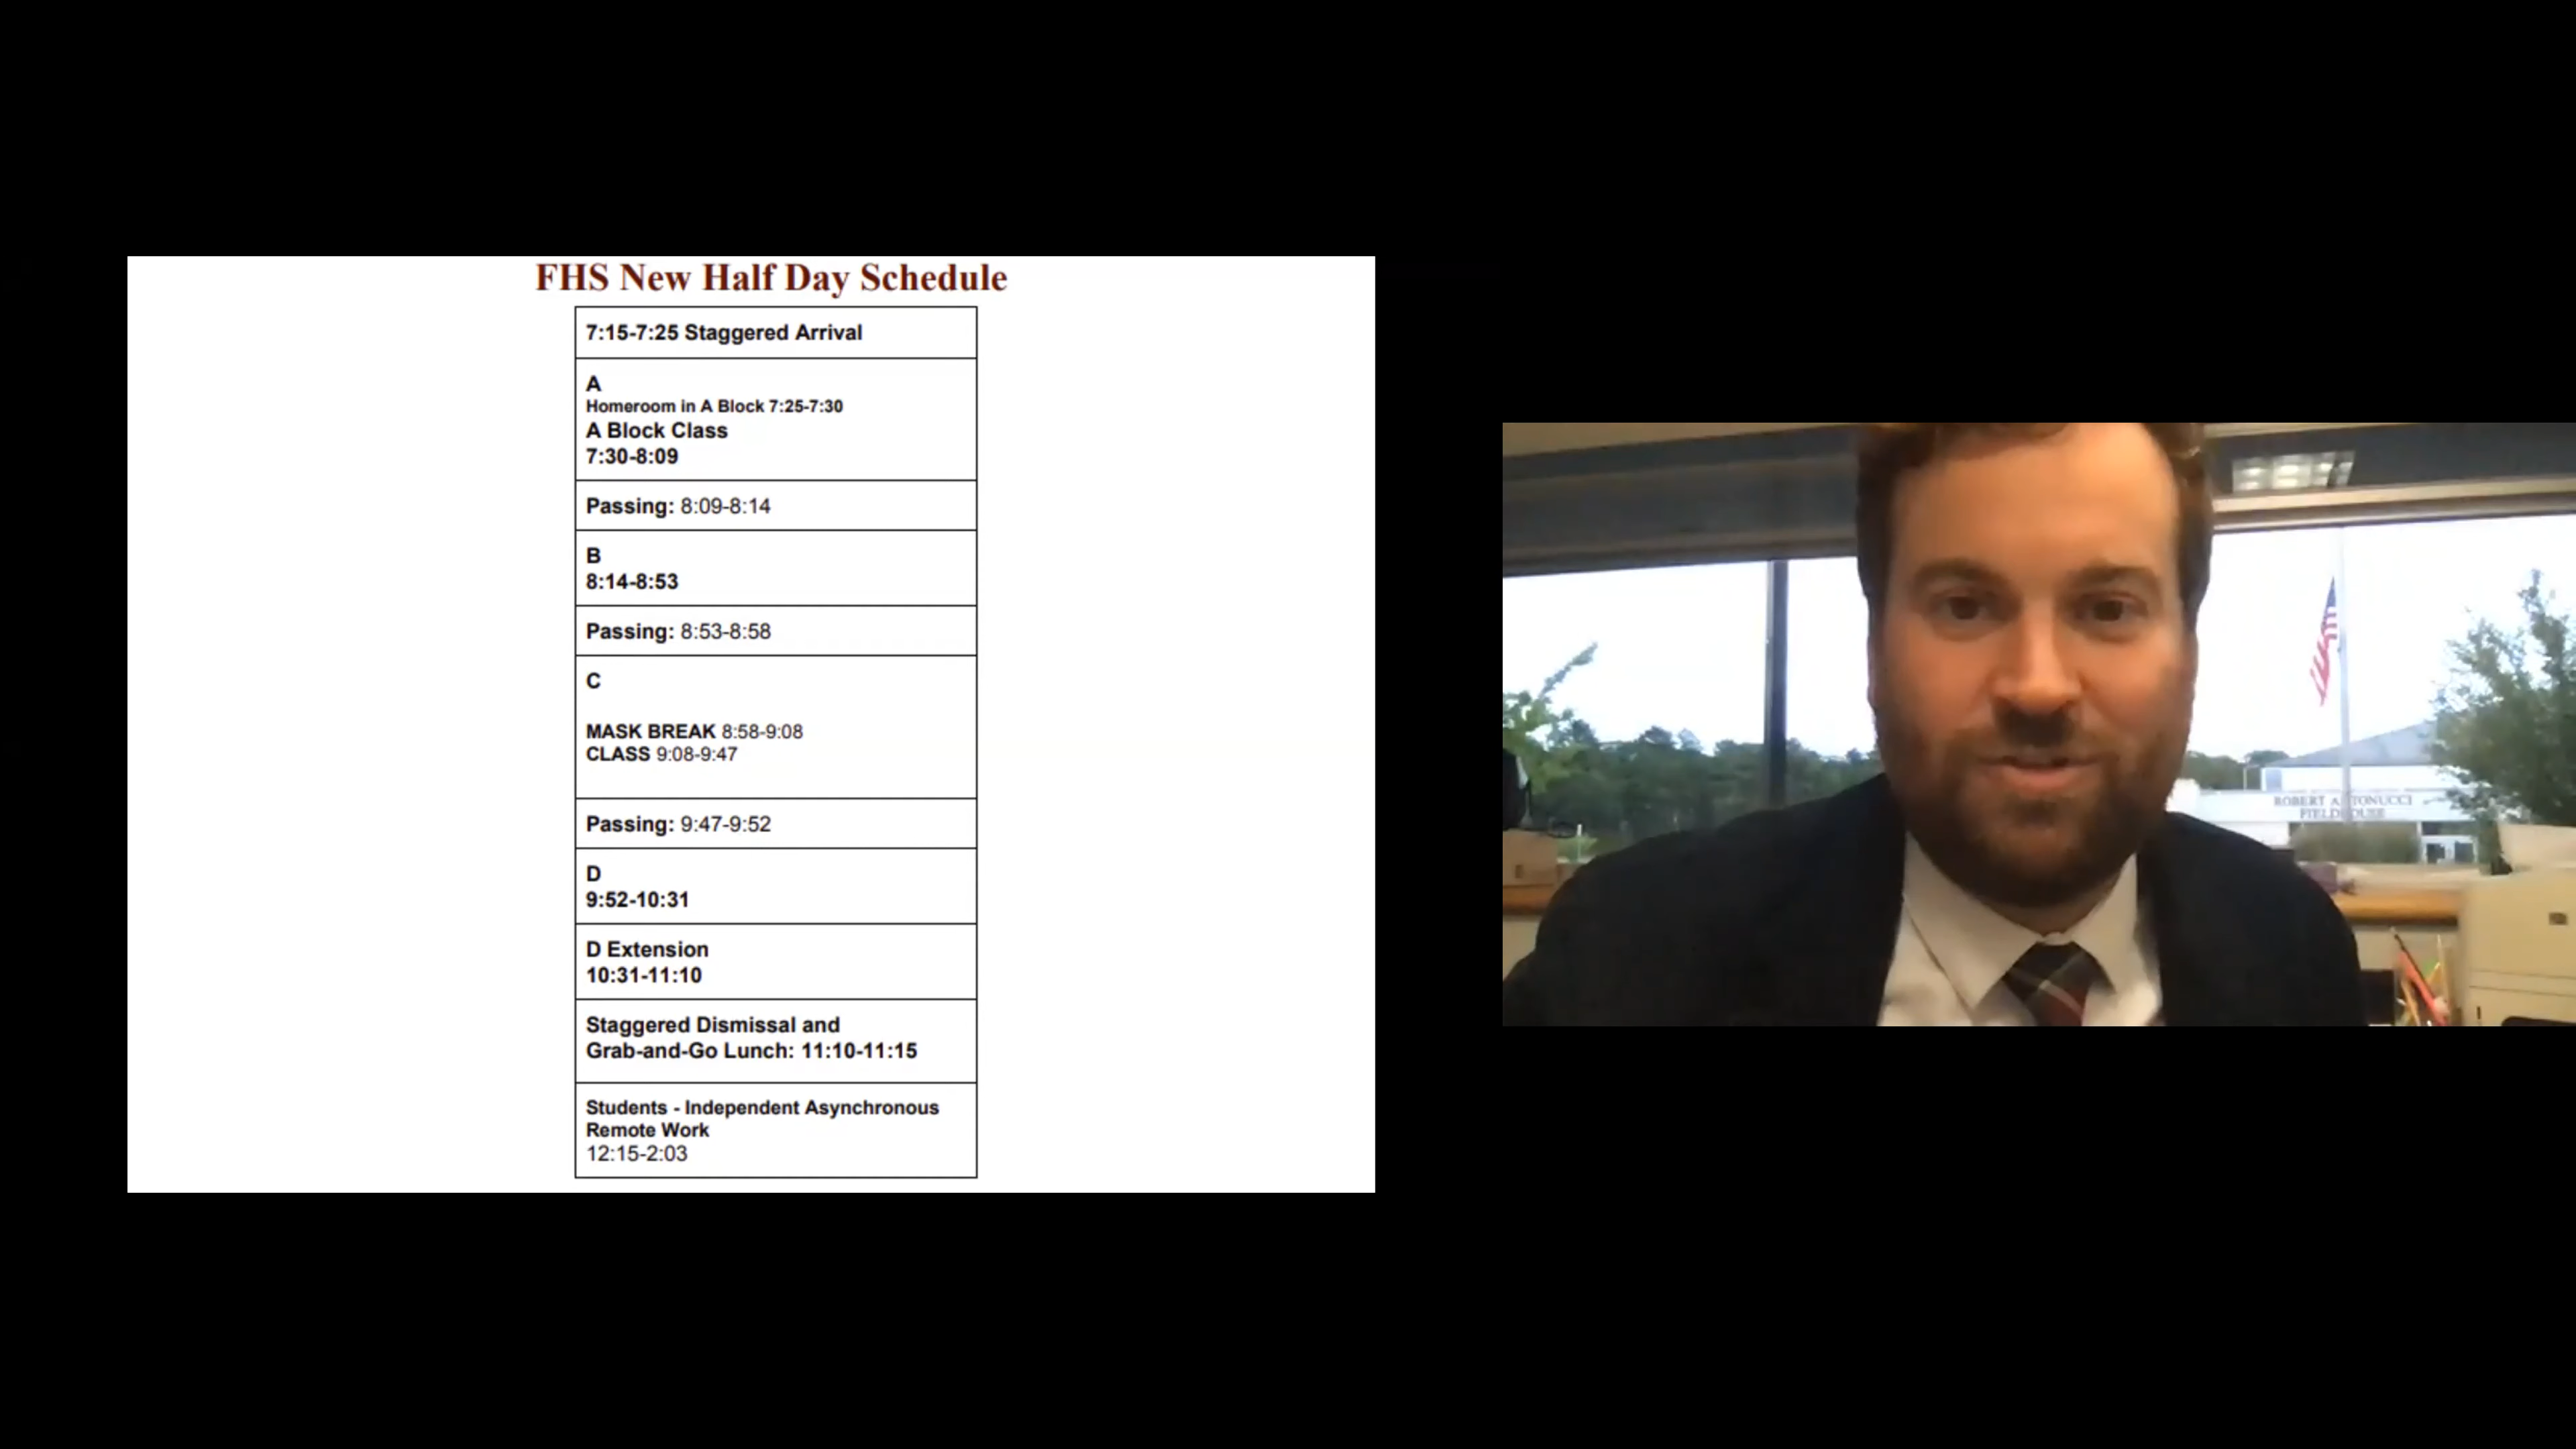 FHS New Half Day Schedule
7:15-7:25 Staggered Arrival
A
Homeroom in A Block 7:25-7:30
A Block Class
7:30-8:09
Passing: 8:09-8:14
B
8:14-8:53
Passing: 8:53-8:58
C
MASK BREAK 8:58-9:08
CLASS 9:08-9:47
Passing: 9:47-9:52
D
9:52-10:31
D Extension
10:31-11:10
Staggered Dismissal and
Grab-and-Go Lunch: 11:10-11:15
Students - Independent Asynchronous
Remote Work
12:15-2:03
ROBERT ANTONUCCI
FIELDHOUSE